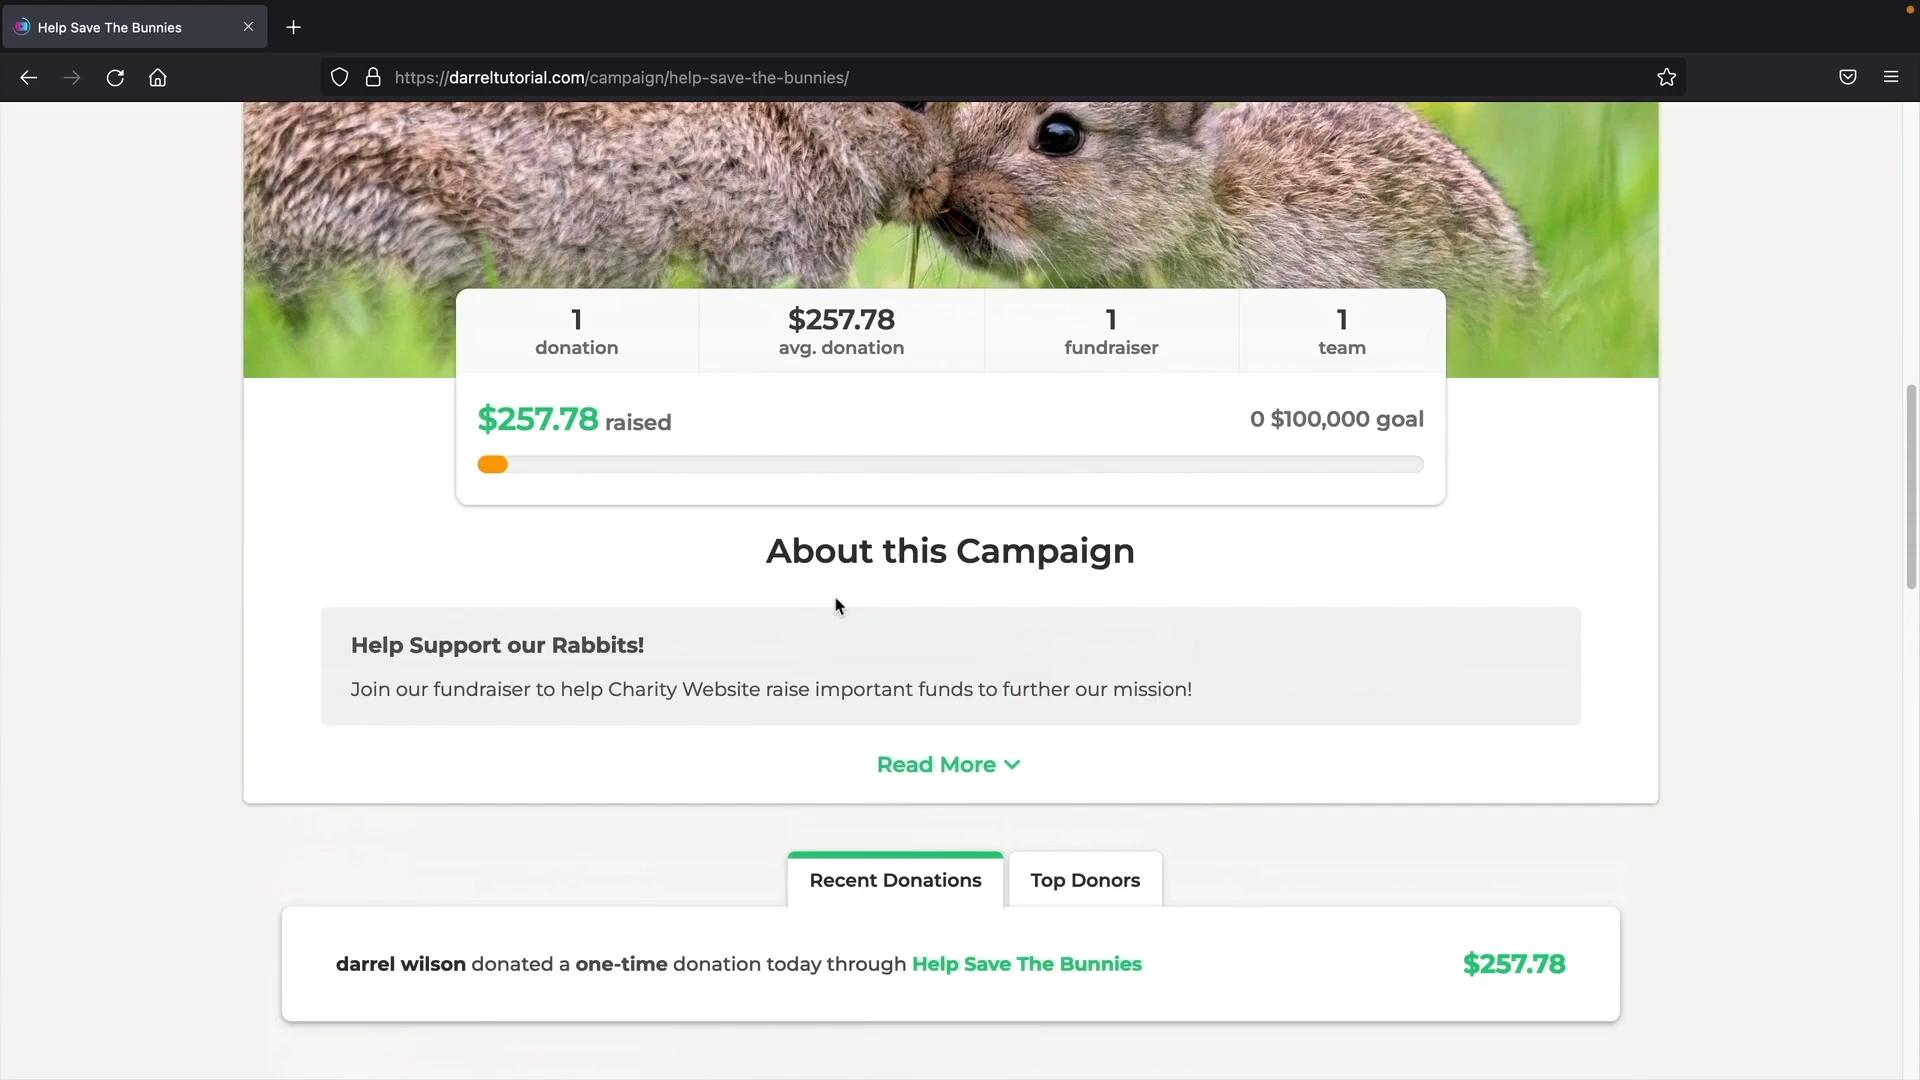 Help Save The Bunnies
https://darreltutorial.com/campaign/help-save-the-bunnies/
1
donation
$257.78
avg. donation
1
fundraiser
1
team
$257.78 raised
0 $100,000 goal
About this Campaign
Help Support our Rabbits!
Join our fundraiser to help Charity Website raise important funds to further our mission!
Read More
Recent Donations
Top Donors
darrel wilson donated a one-time donation today through Help Save The Bunnies
$257.78